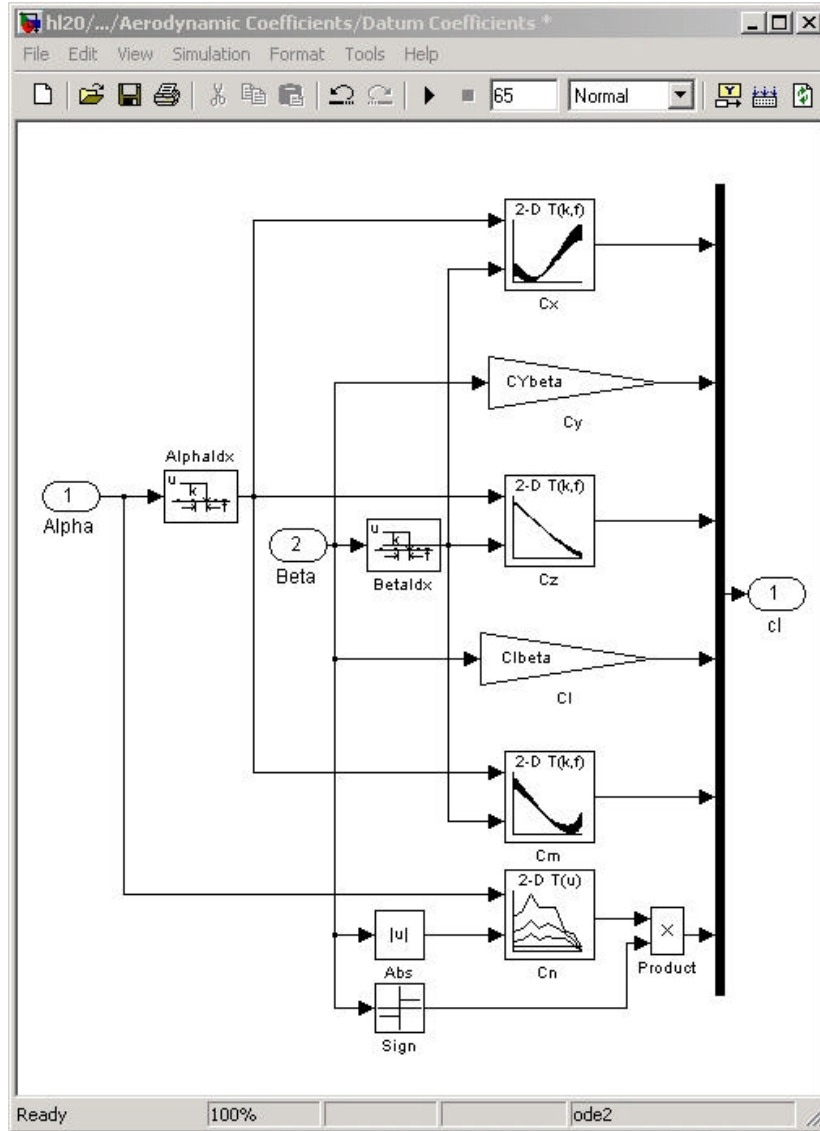 hl20/.../Aerodynamic Coefficients/Datum Coefficients *
File Edit View Simulation Format Tools Help
65 Normal
2-D T(k,f)
Cx
CYbeta
Cy
AlphaIdx
u
k
f
1
Alpha
2-D T(k,f)
Cz
2
Beta
u
k
f
BetaIdx
1
cl
Clbeta
Cl
2-D T(k,f)
Cm
2-D T(u)
Cn
|u|
Abs
×
Product
Sign
Ready 100% ode2